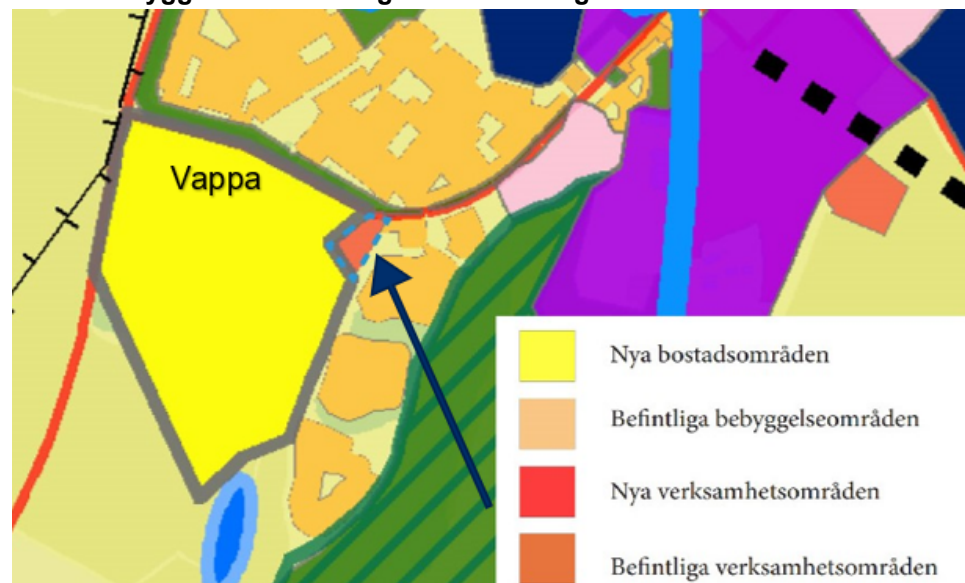 Vappa
Nya bostadsområden
Befintliga bebyggelseområden
Nya verksamhetsområden
Befintliga verksamhetsområden